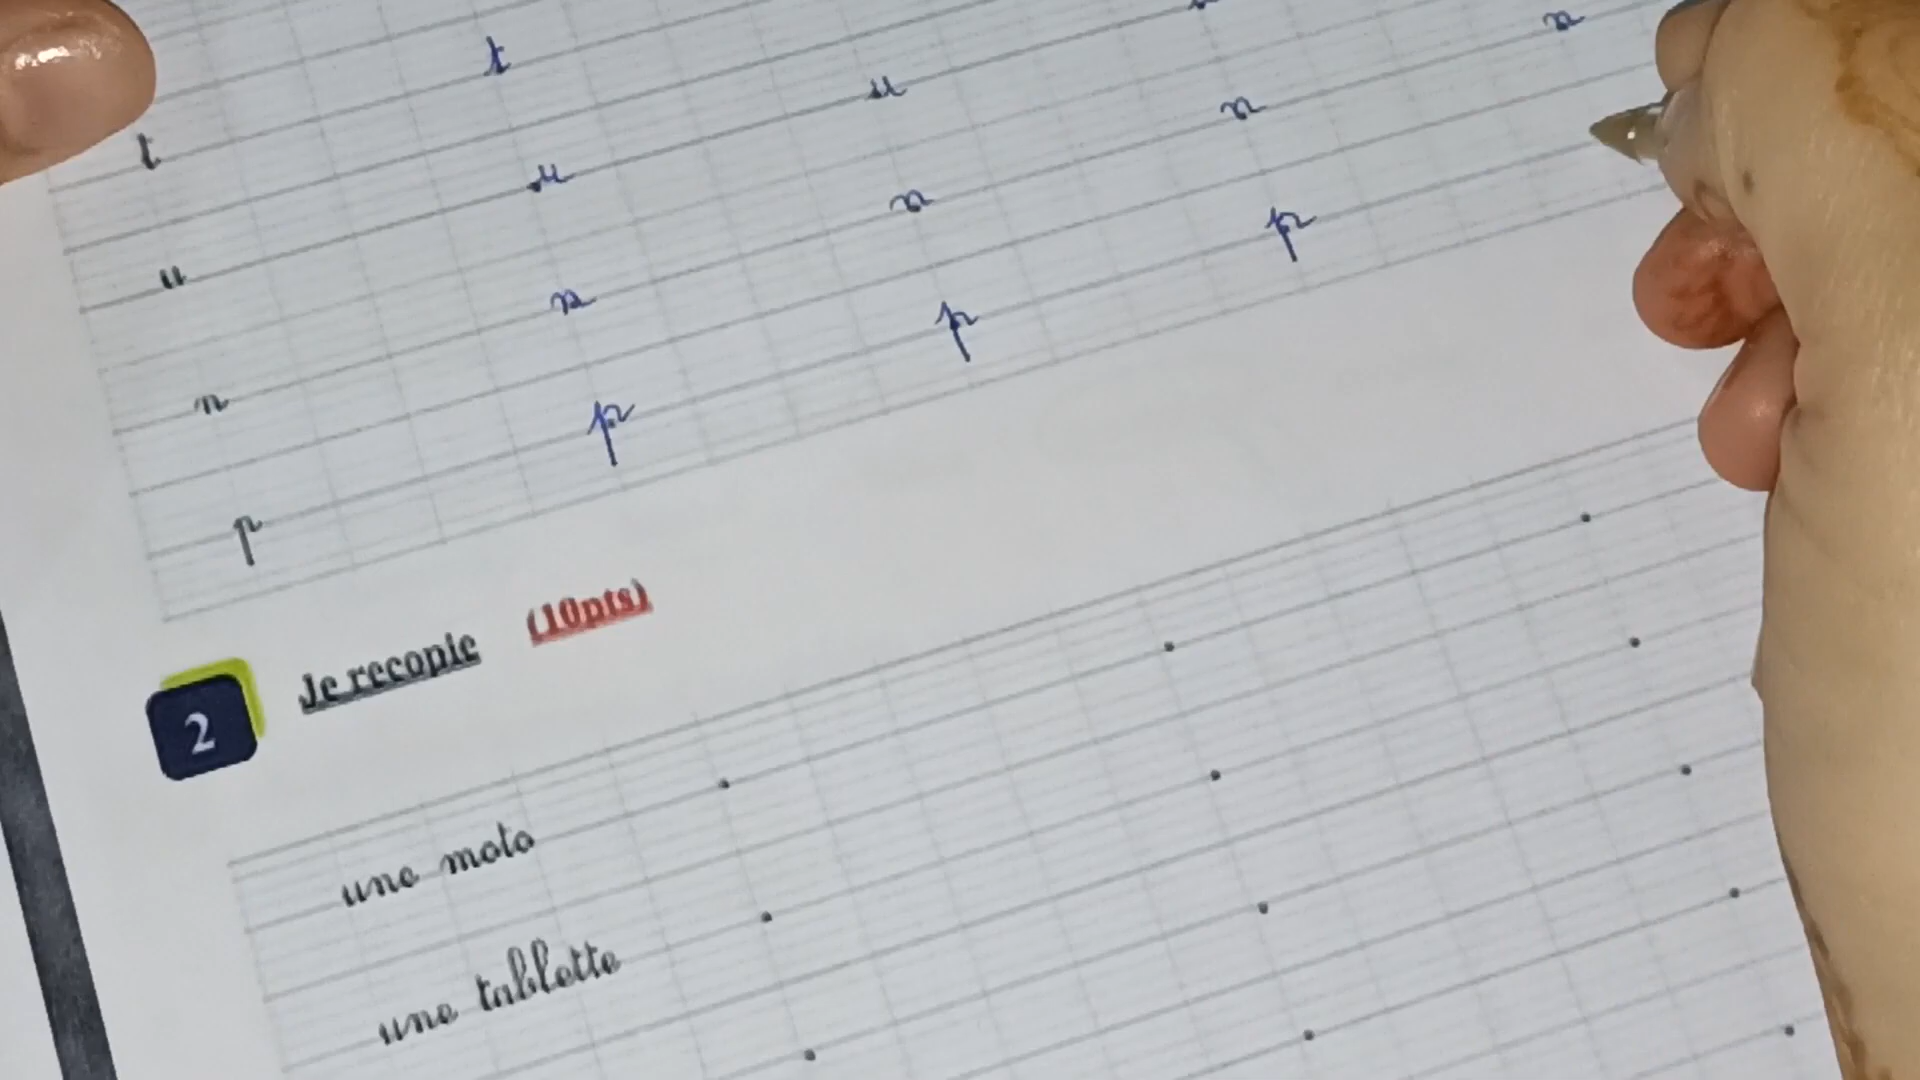 t t
u u u
n n n n n
p p p p
2 Je recopie (10pts)
une moto
une tablette